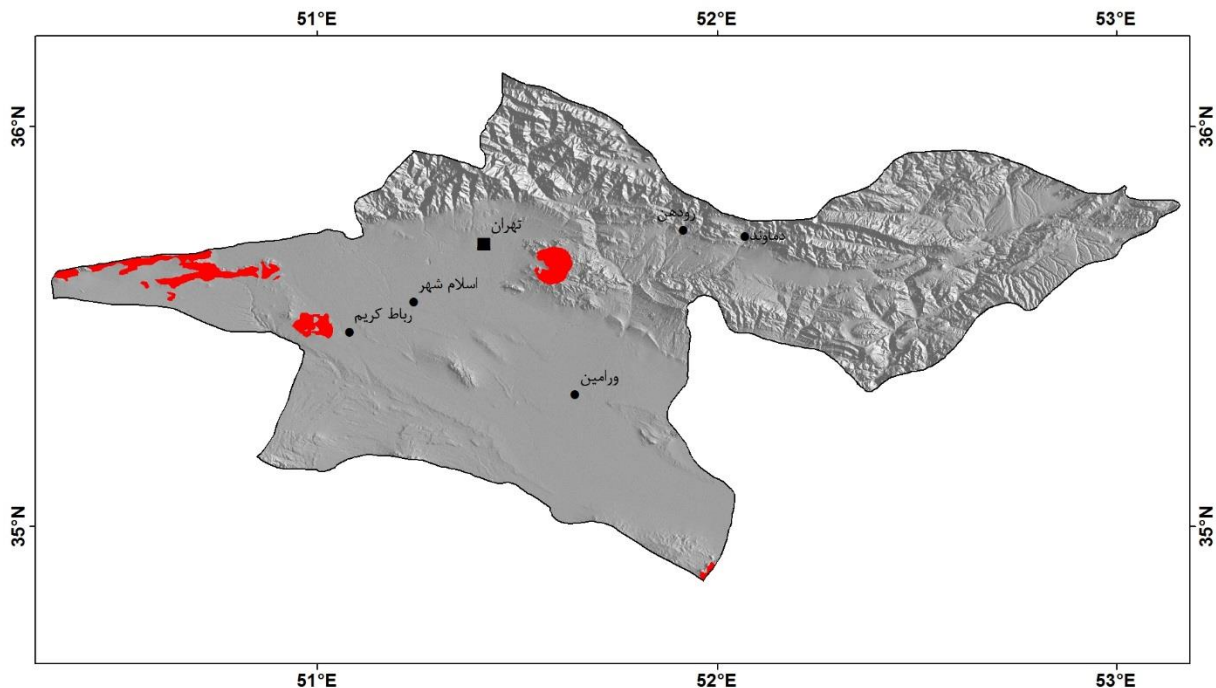 51°E
52°E
53°E
36°N
36°N
رودهن
دماوند
تهران
اسلام شهر
رباط کریم
ورامین
35°N
35°N
51°E
52°E
53°E